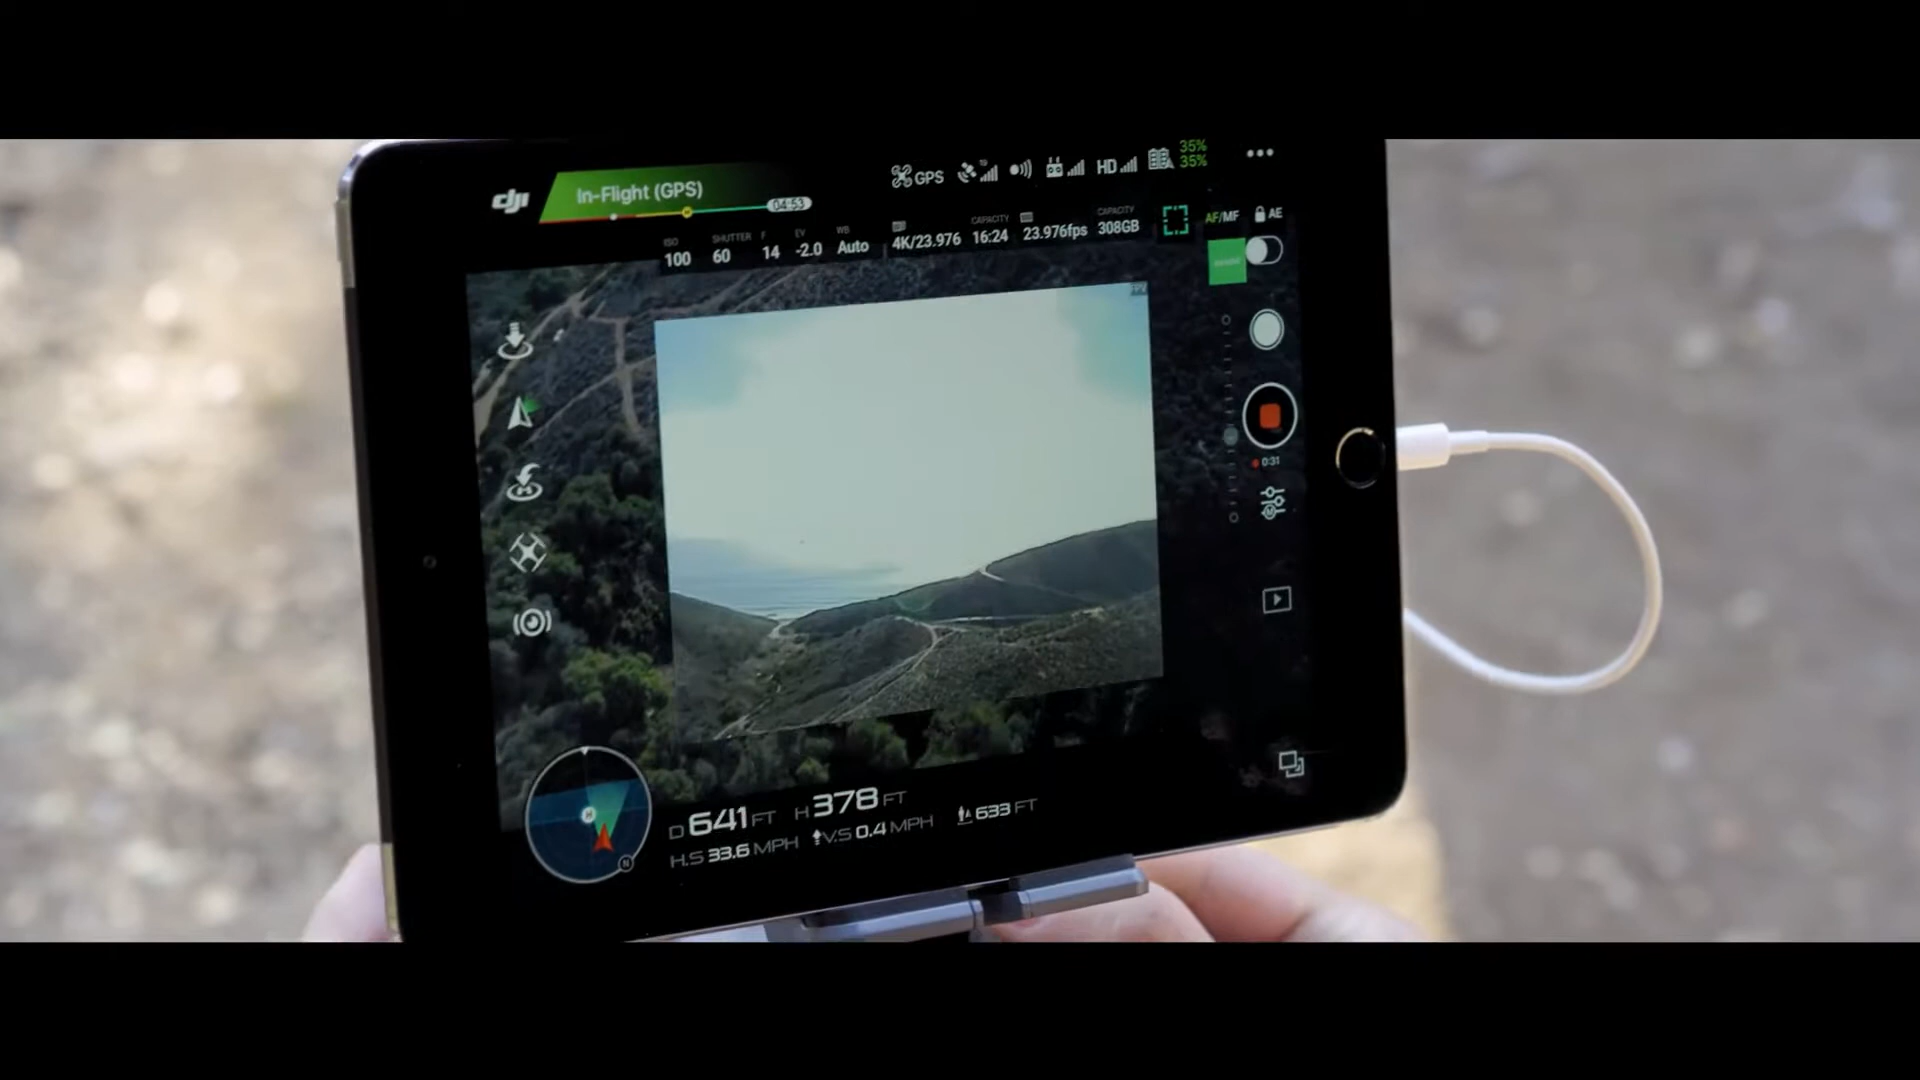 dji In-Flight (GPS) 04:53
GPS HD 35%
35%
ISO SHUTTER F EV WB CAPACITY CAPACITY
100 60 14 -2.0 Auto 4K/23.976 16:24 23.976fps 308GB
AF/MF AE
0:31
M
H
N
D 641 FT H 378 FT
H.S 33.6 MPH V.S 0.4 MPH 633 FT